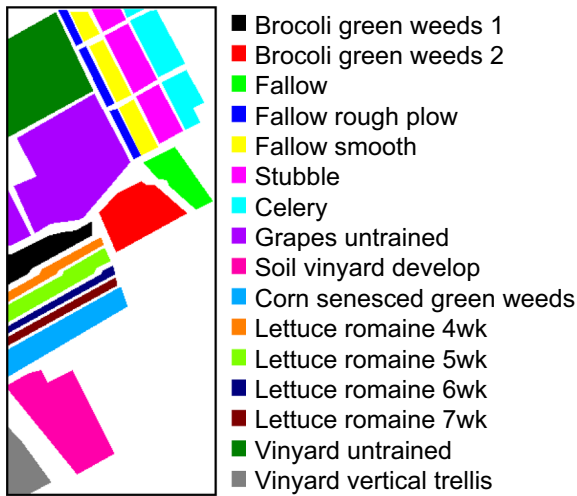 Brocoli green weeds 1
Brocoli green weeds 2
Fallow
Fallow rough plow
Fallow smooth
Stubble
Celery
Grapes untrained
Soil vinyard develop
Corn senesced green weeds
Lettuce romaine 4wk
Lettuce romaine 5wk
Lettuce romaine 6wk
Lettuce romaine 7wk
Vinyard untrained
Vinyard vertical trellis